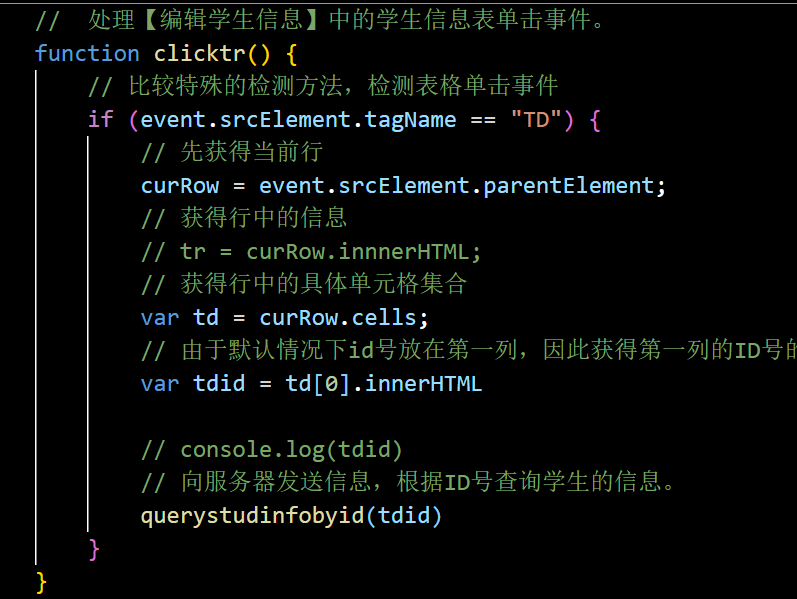 //  处理【编辑学生信息】中的学生信息表单击事件。
function clicktr() {
// 比较特殊的检测方法，检测表格单击事件
if (event.srcElement.tagName == "TD") {
// 先获得当前行
curRow = event.srcElement.parentElement;
// 获得行中的信息
// tr = curRow.innnerHTML;
// 获得行中的具体单元格集合
var td = curRow.cells;
// 由于默认情况下id号放在第一列，因此获得第一列的ID号的
var tdid = td[0].innerHTML
// console.log(tdid)
// 向服务器发送信息，根据ID号查询学生的信息。
querystudinfobyid(tdid)
}
}